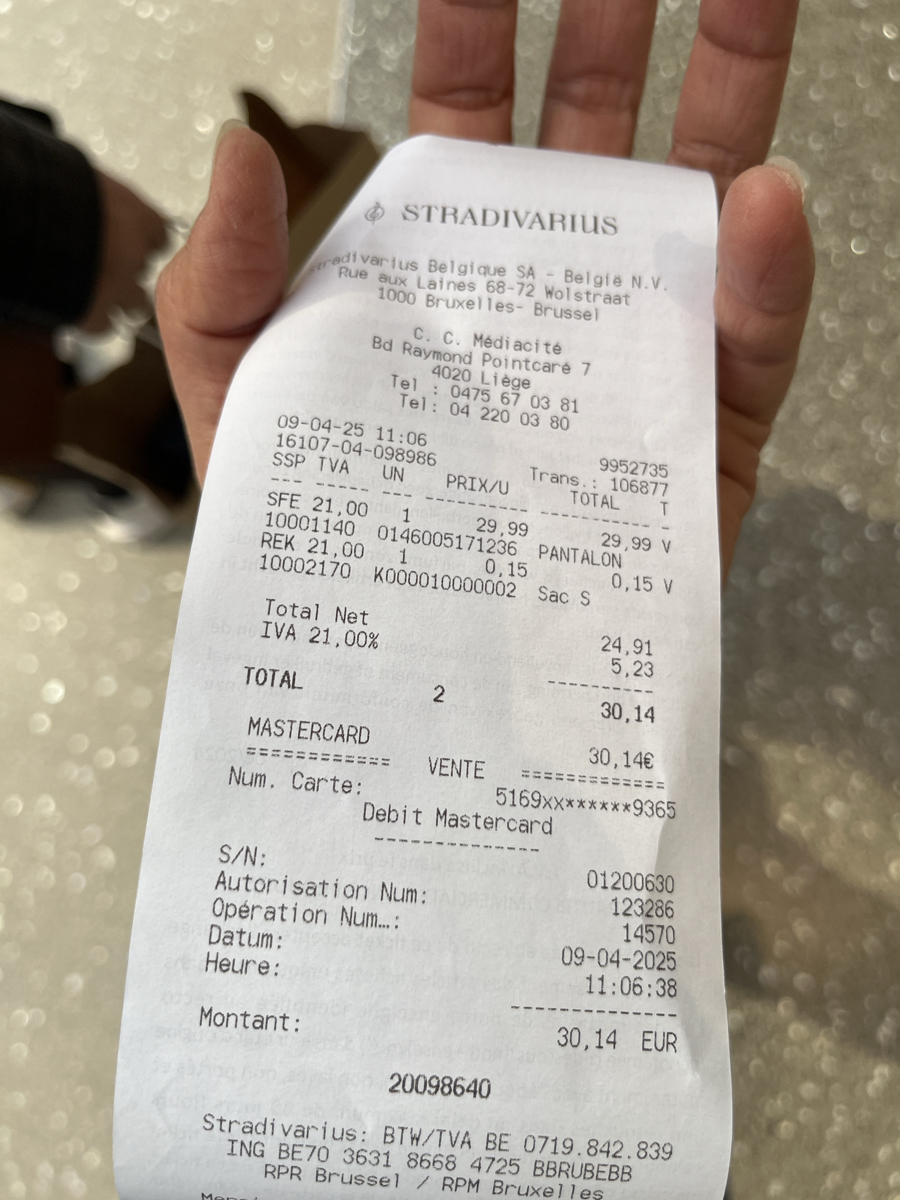 STRADIVARIUS
Stradivarius Belgique SA - België N.V.
Rue aux Laines 68-72 Wolstraat
1000 Bruxelles- Brussel
C. C. Médiacité
Bd Raymond Pointcaré 7
4020 Liège
Tel : 0475 67 03 81
Tel: 04 220 03 80
09-04-25 11:06 9952735
16107-04-098986 Trans.: 106877
SSP TVA UN PRIX/U TOTAL T
--- ----- --- ----------- ----------- -
SFE 21,00 1 29,99 29,99 V
10001140 0146005171236 PANTALON
REK 21,00 1 0,15 0,15 V
10002170 K000010000002 Sac S
Total Net 24,91
IVA 21,00% 5,23
----------
TOTAL 2 30,14
MASTERCARD 30,14€
============ VENTE ============
Num. Carte: 5169xx******9365
Debit Mastercard
--------------
S/N: 01200630
Autorisation Num: 123286
Opération Num…: 14570
Datum: 09-04-2025
Heure: 11:06:38
--------------
Montant: 30,14 EUR
20098640
Stradivarius: BTW/TVA BE 0719.842.839
ING BE70 3631 8668 4725 BBRUBEBB
RPR Brussel / RPM Bruxelles